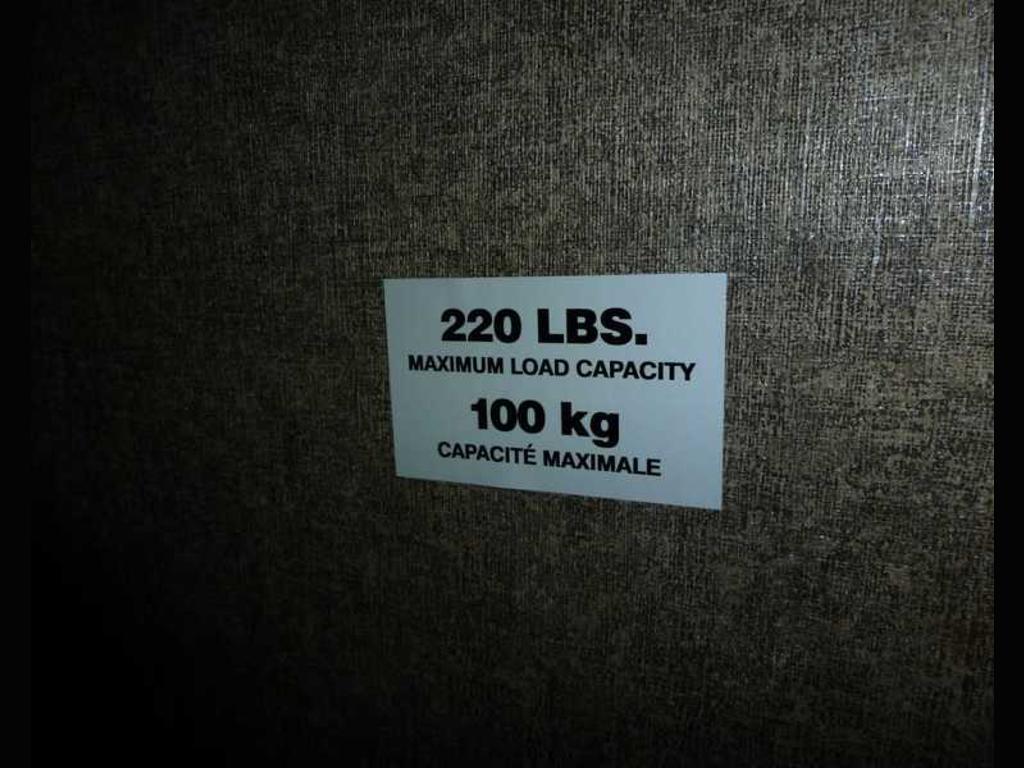 220 LBS.
MAXIMUM LOAD CAPACITY
100 kg
CAPACITÉ MAXIMALE